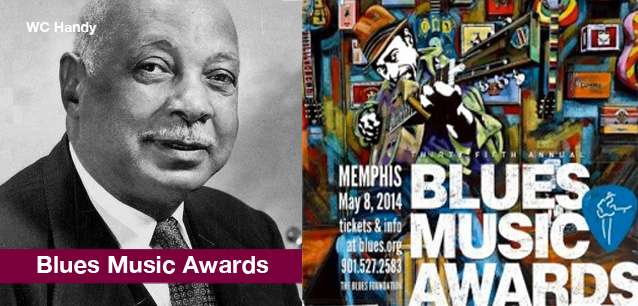 WC Handy
Blues Music Awards
THIRTY FIFTH ANNUAL
BLUES
MUSIC
AWARDS
MEMPHIS
May 8, 2014
tickets & info
at blues.org
901.527.2583
THE BLUES FOUNDATION